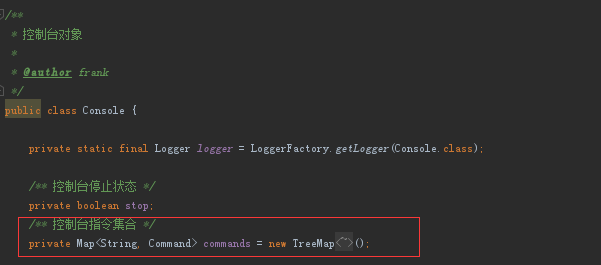 /**
 * 控制台对象
 *
 * @author frank
 */
public class Console {
private static final Logger logger = LoggerFactory.getLogger(Console.class);
/** 控制台停止状态 */
private boolean stop;
/** 控制台指令集合 */
private Map<String, Command> commands = new TreeMap<~>();